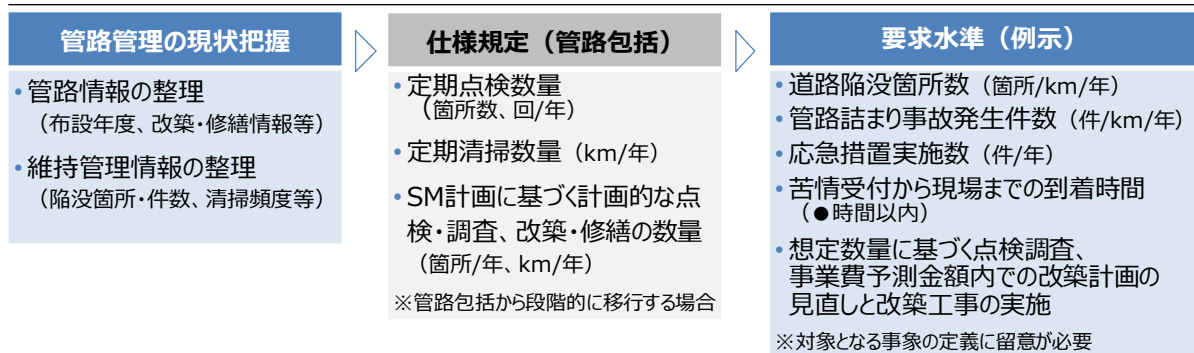 管路管理の現状把握
・管路情報の整理
（布設年度、改築・修繕情報等）
・維持管理情報の整理
（陥没箇所・件数、清掃頻度等）
仕様規定（管路包括）
・定期点検数量
（箇所数、回/年）
・定期清掃数量（km/年）
・SM計画に基づく計画的な点
検・調査、改築・修繕の数量
（箇所/年、km/年）
※管路包括から段階的に移行する場合
要求水準（例示）
・道路陥没箇所数（箇所/km/年）
・管路詰まり事故発生件数（件/km/年）
・応急措置実施数（件/年）
・苦情受付から現場までの到着時間
（●時間以内）
・想定数量に基づく点検調査、
事業費予測金額内での改築計画の
見直しと改築工事の実施
※対象となる事象の定義に留意が必要